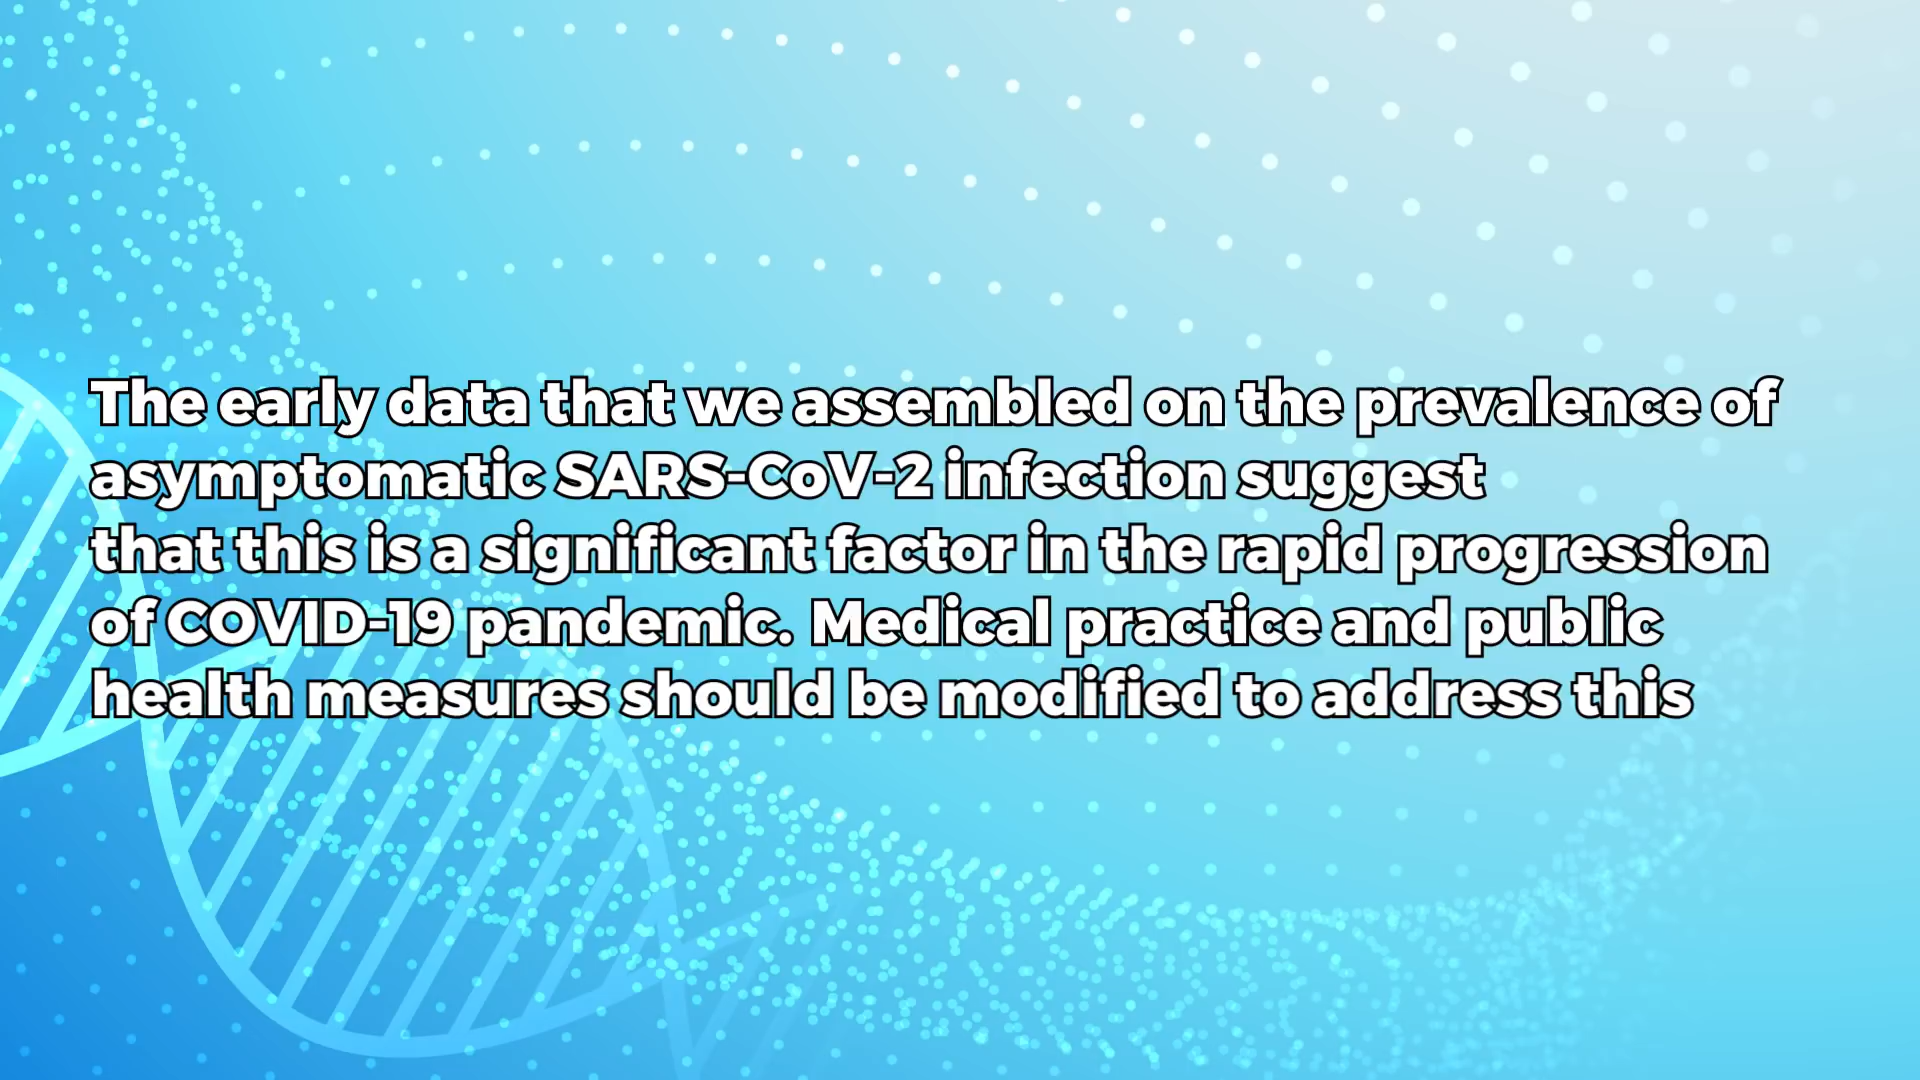 The early data that we assembled on the prevalence of
asymptomatic SARS-CoV-2 infection suggest
that this is a significant factor in the rapid progression
of COVID-19 pandemic. Medical practice and public
health measures should be modified to address this